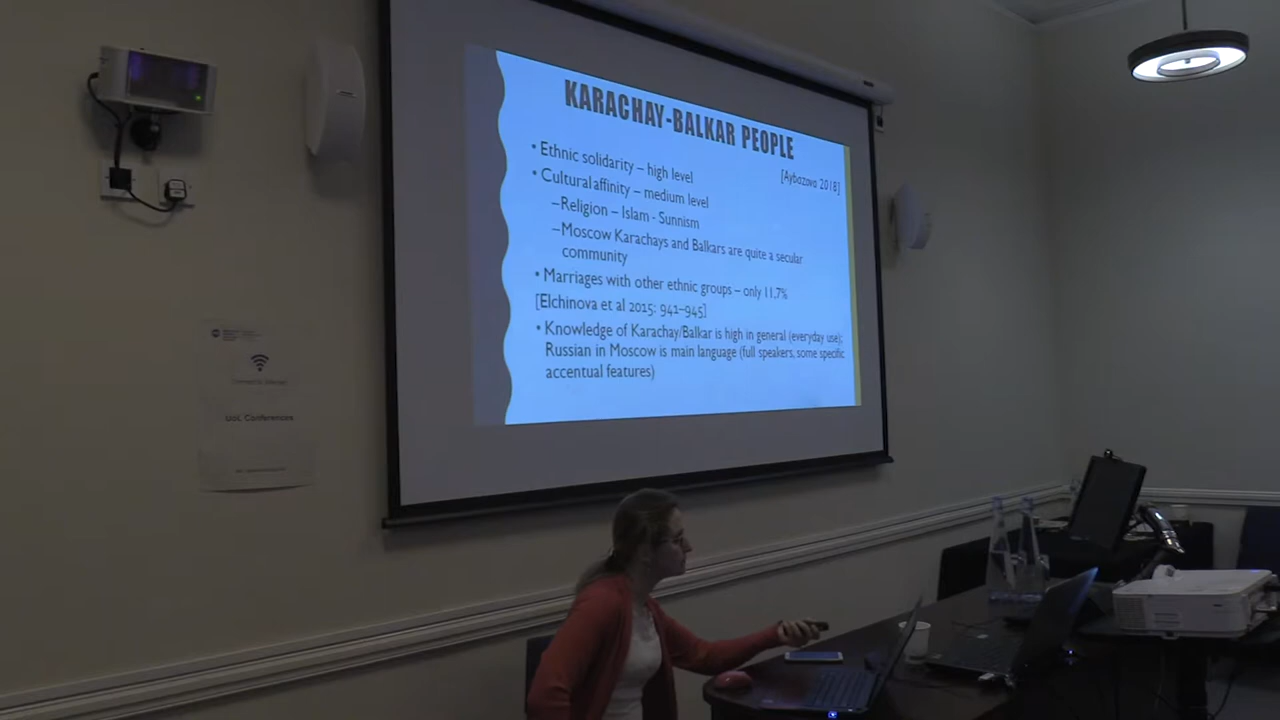 KARACHAY-BALKAR PEOPLE
• Ethnic solidarity – high level
[Aybazova 2018]
• Cultural affinity – medium level
–Religion – Islam - Sunnism
–Moscow Karachays and Balkars are quite a secular
community
• Marriages with other ethnic groups – only 11,7%
[Elchinova et al 2015: 941–945]
• Knowledge of Karachay/Balkar is high in general (everyday use);
Russian in Moscow is main language (full speakers, some specific
accentual features)
UoL Conferences